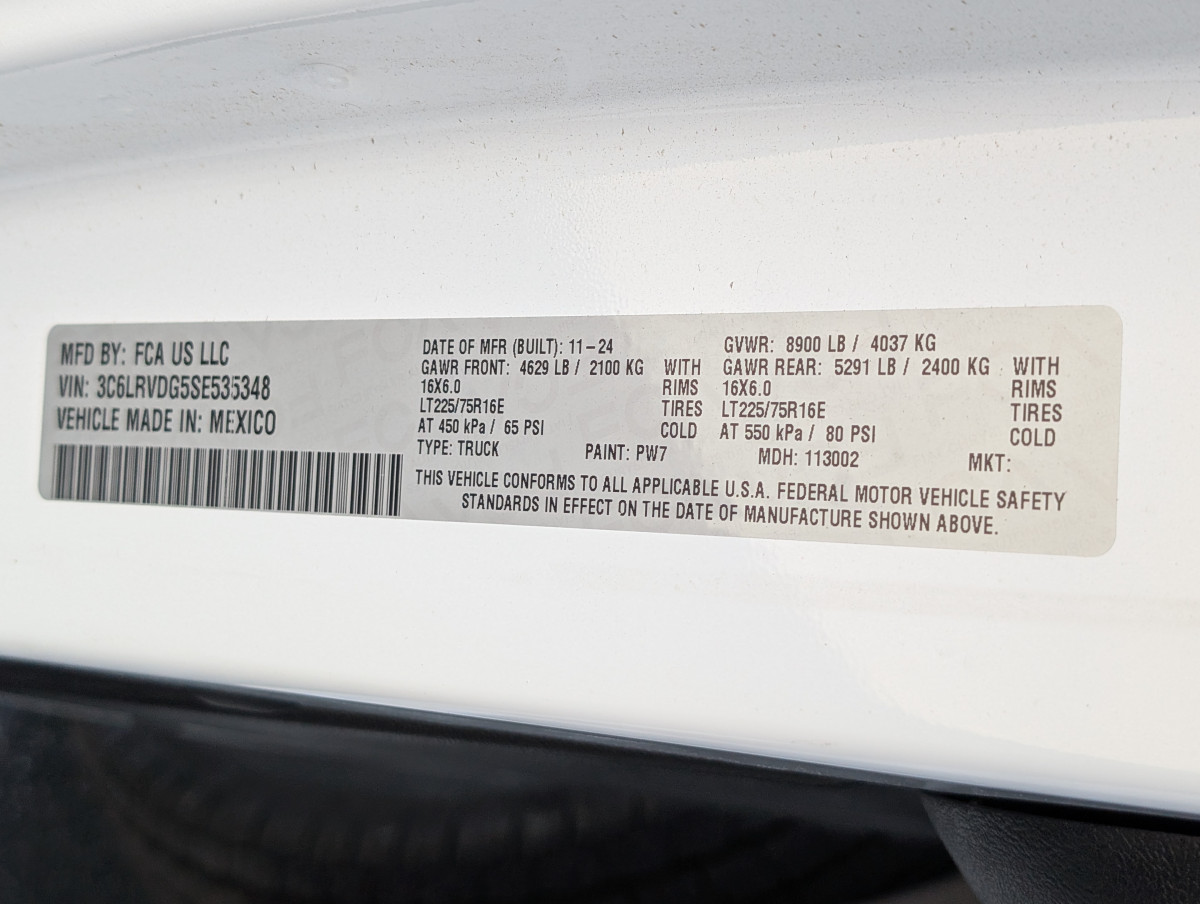 MFD BY: FCA US LLC
VIN: 3C6LRVDG5SE535348
VEHICLE MADE IN: MEXICO
DATE OF MFR (BUILT): 11-24
GAWR FRONT: 4629 LB / 2100 KG WITH
16X6.0 RIMS
LT225/75R16E TIRES
AT 450 kPa / 65 PSI COLD
GVWR: 8900 LB / 4037 KG
GAWR REAR: 5291 LB / 2400 KG WITH
16X6.0 RIMS
LT225/75R16E TIRES
AT 550 kPa / 80 PSI COLD
TYPE: TRUCK PAINT: PW7 MDH: 113002 MKT:
THIS VEHICLE CONFORMS TO ALL APPLICABLE U.S.A. FEDERAL MOTOR VEHICLE SAFETY
STANDARDS IN EFFECT ON THE DATE OF MANUFACTURE SHOWN ABOVE.